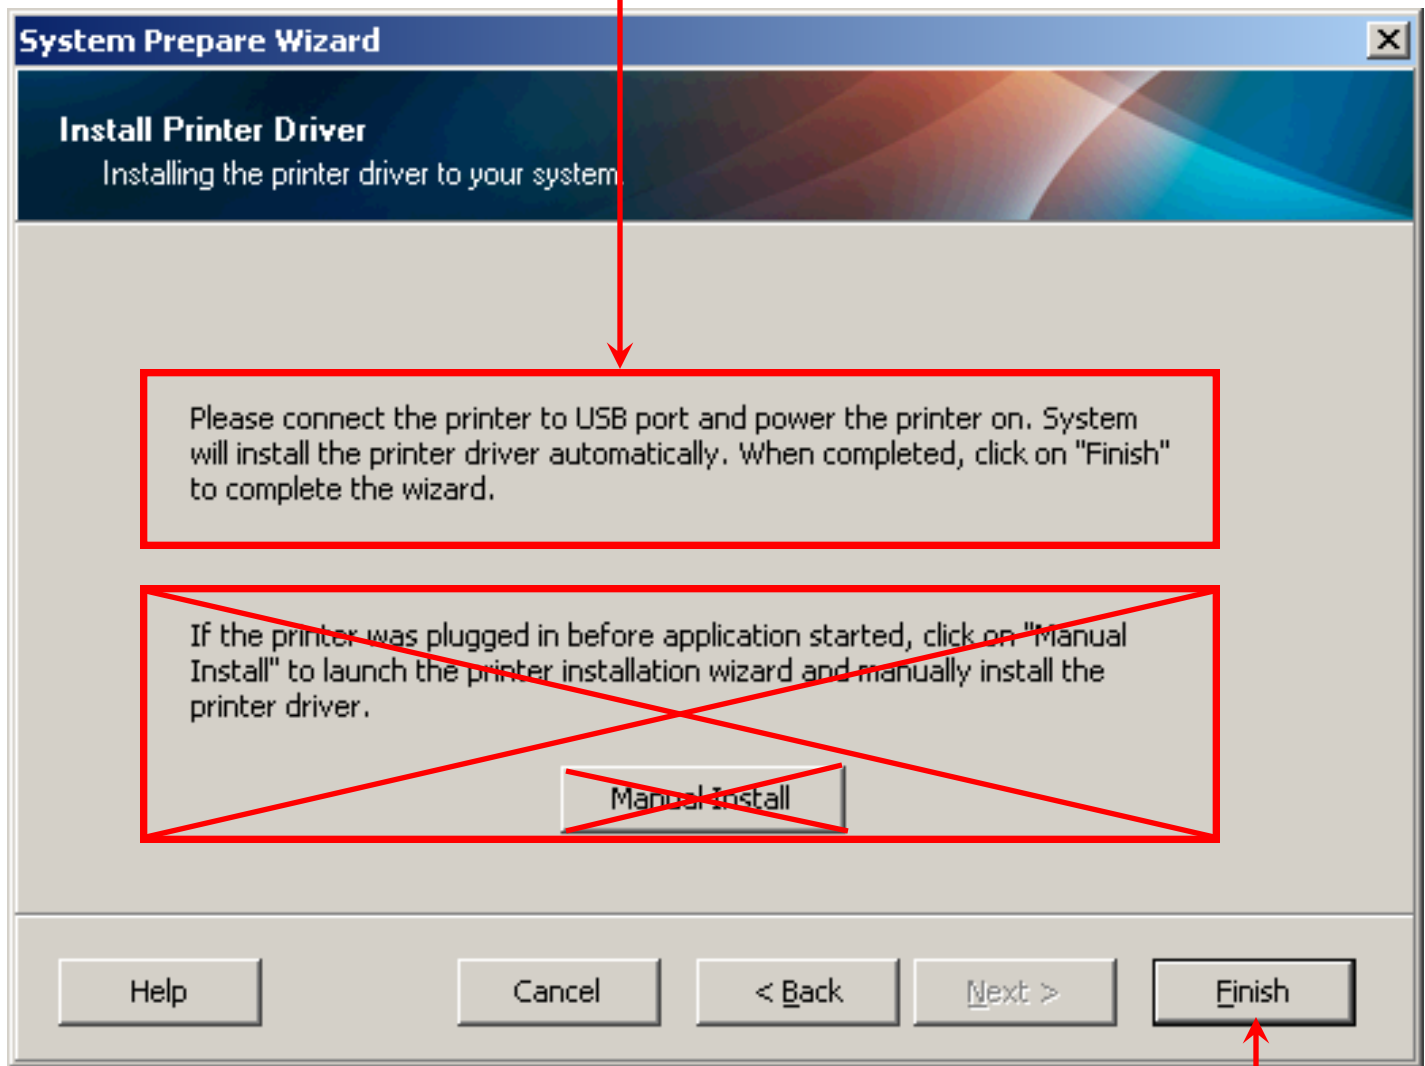 System Prepare Wizard
Install Printer Driver
Installing the printer driver to your system.
Please connect the printer to USB port and power the printer on. System
will install the printer driver automatically. When completed, click on "Finish"
to complete the wizard.
If the printer was plugged in before application started, click on "Manual
Install" to launch the printer installation wizard and manually install the
printer driver.
Manual Install
Help
Cancel
< Back
Next >
Finish